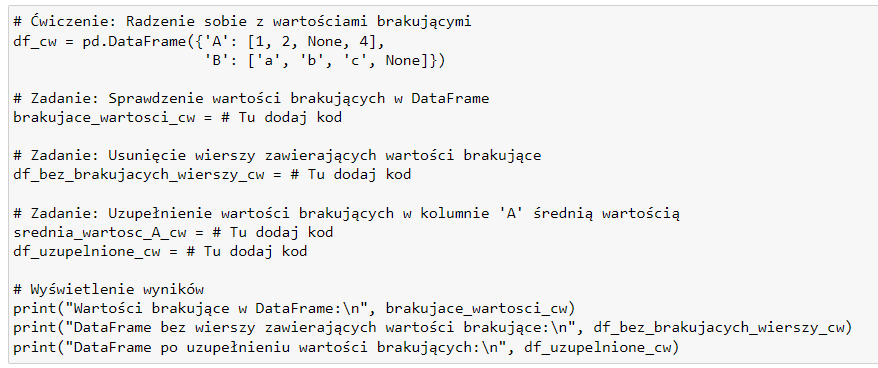 # Ćwiczenie: Radzenie sobie z wartościami brakującymi
df_cw = pd.DataFrame({'A': [1, 2, None, 4],
                      'B': ['a', 'b', 'c', None]})

# Zadanie: Sprawdzenie wartości brakujących w DataFrame
brakujace_wartosci_cw = # Tu dodaj kod

# Zadanie: Usunięcie wierszy zawierających wartości brakujące
df_bez_brakujacych_wierszy_cw = # Tu dodaj kod

# Zadanie: Uzupełnienie wartości brakujących w kolumnie 'A' średnią wartością
srednia_wartosc_A_cw = # Tu dodaj kod
df_uzupelnione_cw = # Tu dodaj kod

# Wyświetlenie wyników
print("Wartości brakujące w DataFrame:\n", brakujace_wartosci_cw)
print("DataFrame bez wierszy zawierających wartości brakujące:\n", df_bez_brakujacych_wierszy_cw)
print("DataFrame po uzupełnieniu wartości brakujących:\n", df_uzupelnione_cw)